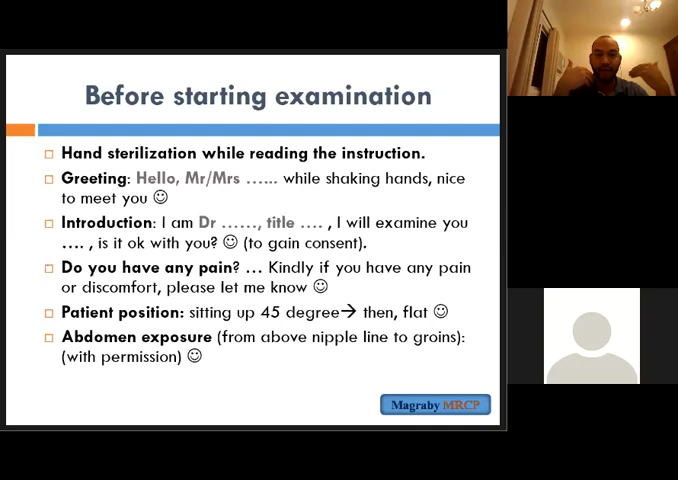 Before starting examination
Hand sterilization while reading the instruction.
Greeting: Hello, Mr/Mrs …... while shaking hands, nice
to meet you ☺
Introduction: I am Dr ……, title …. , I will examine you
…. , is it ok with you? ☺ (to gain consent).
Do you have any pain? … Kindly if you have any pain
or discomfort, please let me know ☺
Patient position: sitting up 45 degree→ then, flat ☺
Abdomen exposure (from above nipple line to groins):
(with permission) ☺
Magraby MRCP